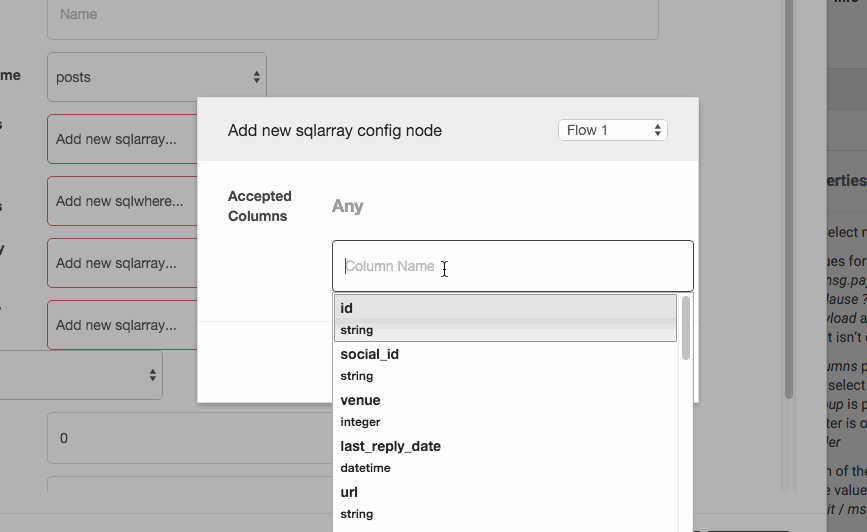 Name
me
posts
s
Add new sqlarray...
Add new sqlwhere...
s
y
Add new sqlarray...
Add new sqlarray...
0
Add new sqlarray config node
Flow 1
Accepted
Columns
Any
Column Name
id
string
social_id
string
venue
integer
last_reply_date
datetime
url
string
erties
elect
ues for
msg.pay
lause ?
yload a
t isn't
umns p
select
oup is p
ter is o
der
n of the
e value
it / ms